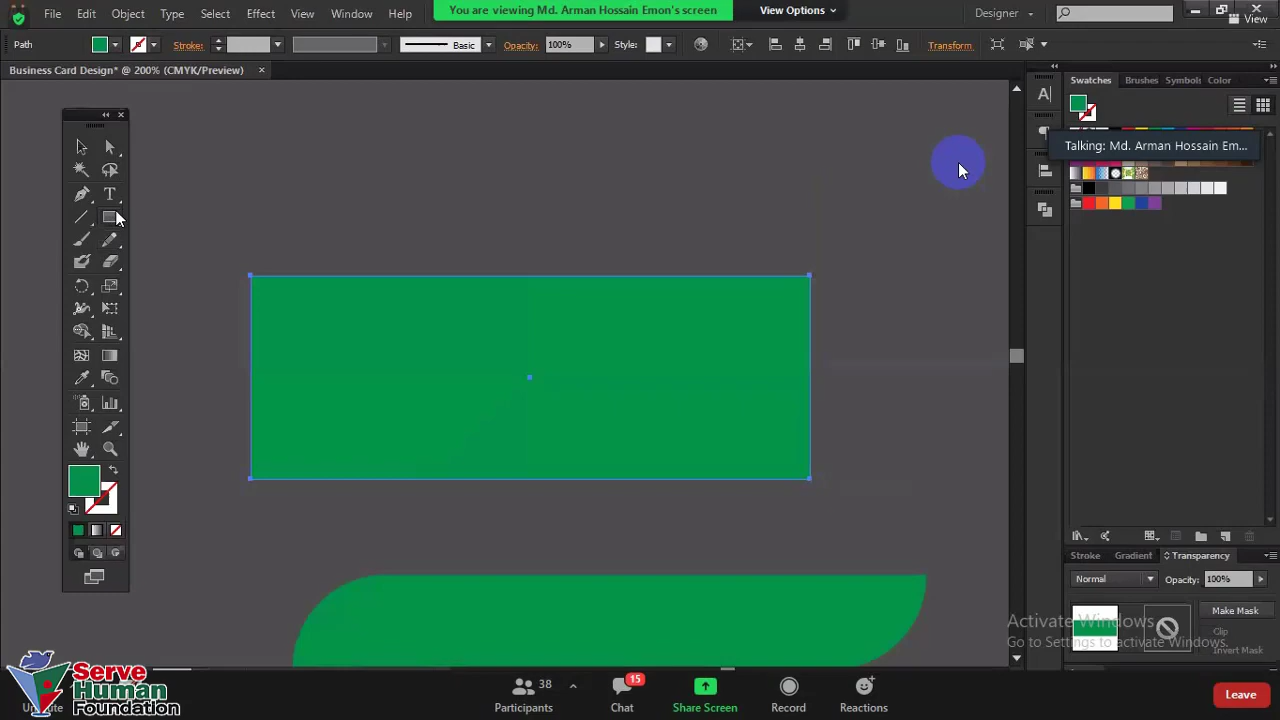 File Edit Object Type Select Effect View Window Help
You are viewing Md. Arman Hossain Emon's screen
View Options
Designer
View
Path
Stroke:
Basic
Opacity: 100%
Style:
Transform
Business Card Design* @ 200% (CMYK/Preview)
Swatches Brushes Symbols Color
Talking: Md. Arman Hossain Em...
Stroke Gradient Transparency
Normal
Opacity: 100%
Make Mask
Clip
Invert Mask
Activate Windows
Go to Settings to activate Windows.
Serve
Human
Foundation
38
Participants
15
Chat
Share Screen
Record
Reactions
Leave